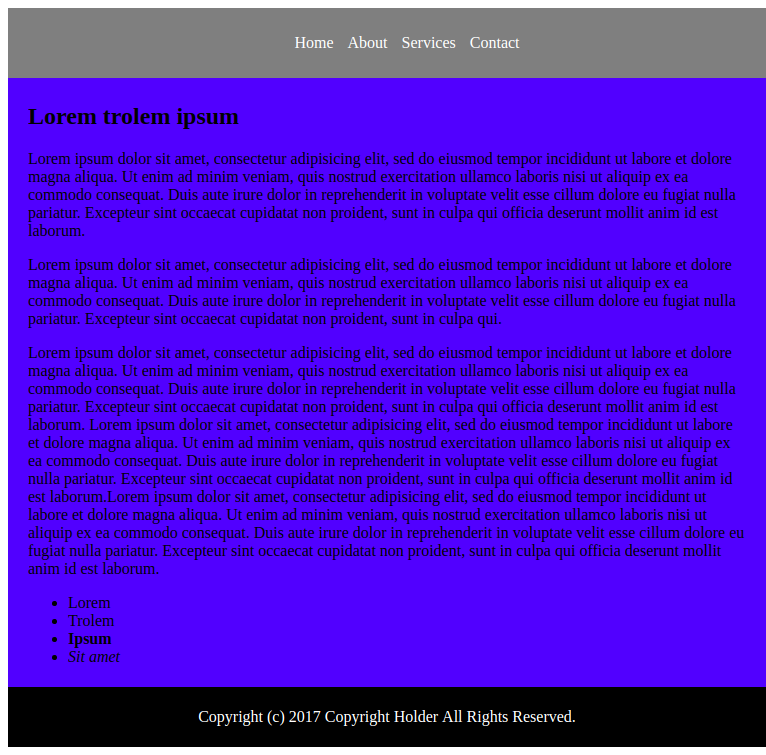 Home About Services Contact
Lorem trolem ipsum
Lorem ipsum dolor sit amet, consectetur adipisicing elit, sed do eiusmod tempor incididunt ut labore et dolore
magna aliqua. Ut enim ad minim veniam, quis nostrud exercitation ullamco laboris nisi ut aliquip ex ea
commodo consequat. Duis aute irure dolor in reprehenderit in voluptate velit esse cillum dolore eu fugiat nulla
pariatur. Excepteur sint occaecat cupidatat non proident, sunt in culpa qui officia deserunt mollit anim id est
laborum.
Lorem ipsum dolor sit amet, consectetur adipisicing elit, sed do eiusmod tempor incididunt ut labore et dolore
magna aliqua. Ut enim ad minim veniam, quis nostrud exercitation ullamco laboris nisi ut aliquip ex ea
commodo consequat. Duis aute irure dolor in reprehenderit in voluptate velit esse cillum dolore eu fugiat nulla
pariatur. Excepteur sint occaecat cupidatat non proident, sunt in culpa qui.
Lorem ipsum dolor sit amet, consectetur adipisicing elit, sed do eiusmod tempor incididunt ut labore et dolore
magna aliqua. Ut enim ad minim veniam, quis nostrud exercitation ullamco laboris nisi ut aliquip ex ea
commodo consequat. Duis aute irure dolor in reprehenderit in voluptate velit esse cillum dolore eu fugiat nulla
pariatur. Excepteur sint occaecat cupidatat non proident, sunt in culpa qui officia deserunt mollit anim id est
laborum. Lorem ipsum dolor sit amet, consectetur adipisicing elit, sed do eiusmod tempor incididunt ut labore
et dolore magna aliqua. Ut enim ad minim veniam, quis nostrud exercitation ullamco laboris nisi ut aliquip ex
ea commodo consequat. Duis aute irure dolor in reprehenderit in voluptate velit esse cillum dolore eu fugiat
nulla pariatur. Excepteur sint occaecat cupidatat non proident, sunt in culpa qui officia deserunt mollit anim id
est laborum.Lorem ipsum dolor sit amet, consectetur adipisicing elit, sed do eiusmod tempor incididunt ut
labore et dolore magna aliqua. Ut enim ad minim veniam, quis nostrud exercitation ullamco laboris nisi ut
aliquip ex ea commodo consequat. Duis aute irure dolor in reprehenderit in voluptate velit esse cillum dolore eu
fugiat nulla pariatur. Excepteur sint occaecat cupidatat non proident, sunt in culpa qui officia deserunt mollit
anim id est laborum.
• Lorem
• Trolem
• Ipsum
• Sit amet
Copyright (c) 2017 Copyright Holder All Rights Reserved.